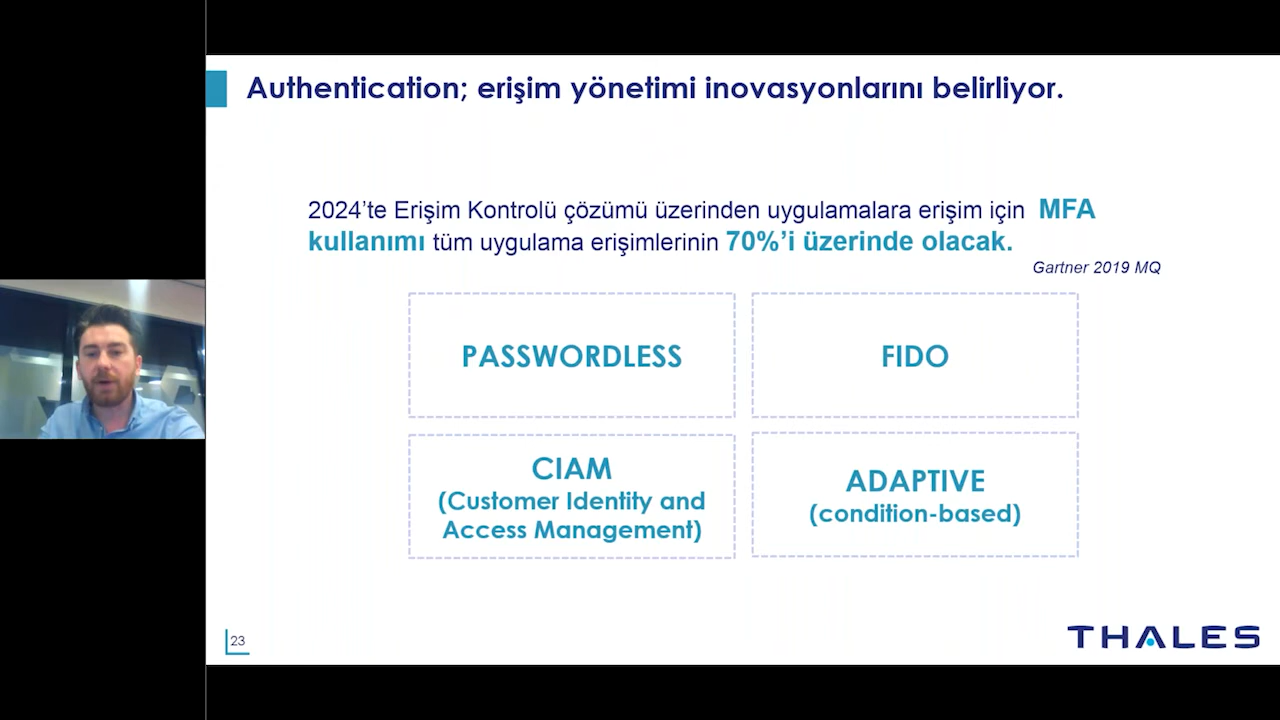 Authentication; erişim yönetimi inovasyonlarını belirliyor.
2024'te Erişim Kontrolü çözümü üzerinden uygulamalara erişim için MFA
kullanımı tüm uygulama erişimlerinin 70%'i üzerinde olacak.
Gartner 2019 MQ
PASSWORDLESS
FIDO
CIAM
(Customer Identity and
Access Management)
ADAPTIVE
(condition-based)
23
THALES